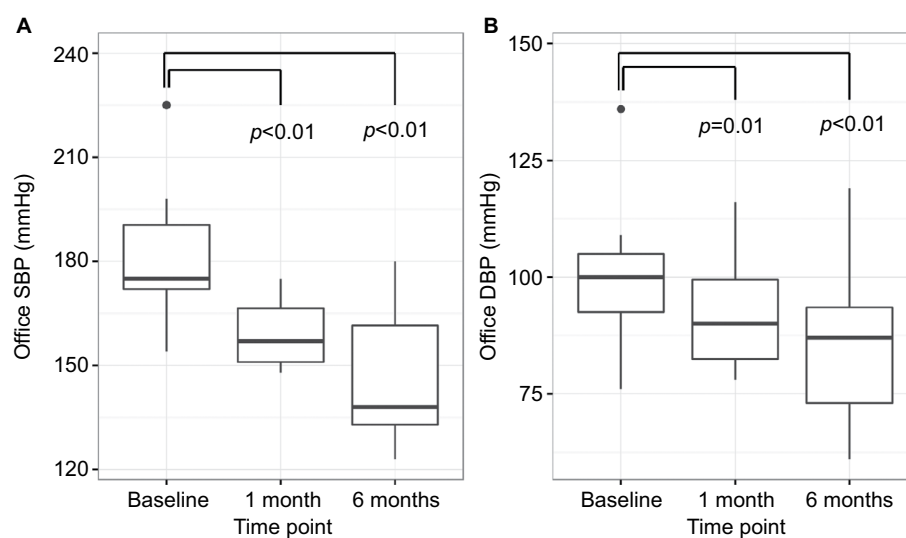 A
Office SBP (mmHg)
240
210
180
150
120
p<0.01
p<0.01
Baseline
1 month
6 months
Time point
B
Office DBP (mmHg)
150
125
100
75
p=0.01
p<0.01
Baseline
1 month
6 months
Time point